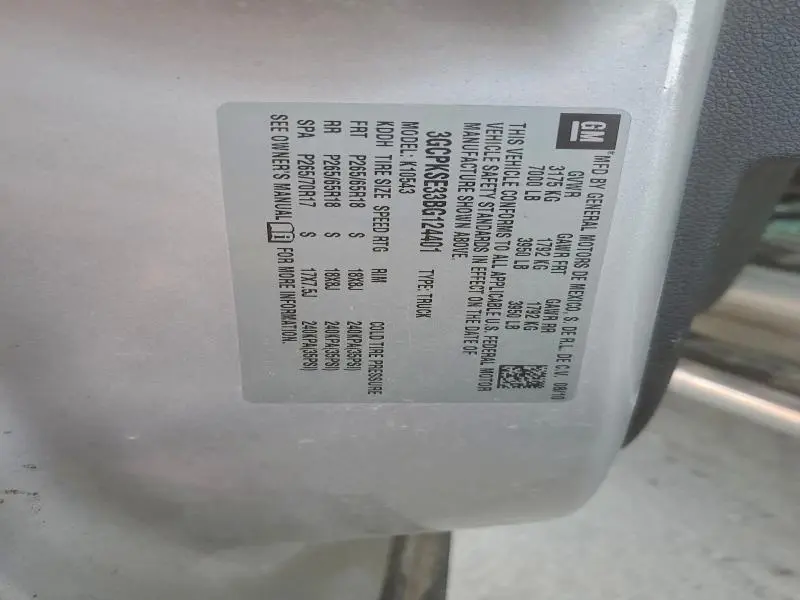 GM
MFD BY GENERAL MOTORS DE MEXICO, S. DE R.L. DE C.V. 08/10
GVWR GAWR FRT GAWR RR
3175 KG 1792 KG 1792 KG
7000 LB 3950 LB 3950 LB
THIS VEHICLE CONFORMS TO ALL APPLICABLE U.S. FEDERAL MOTOR
VEHICLE SAFETY STANDARDS IN EFFECT ON THE DATE OF
MANUFACTURE SHOWN ABOVE.
3GCPKSE33BG124401 TYPE: TRUCK
MODEL: K10543
KDDH TIRE SIZE SPEED RTG RIM COLD TIRE PRESSURE
FRT P265/65R18 S 18X8J 240KPA(35PSI)
RR P265/65R18 S 18X8J 240KPA(35PSI)
SPA P265/70R17 S 17X7.5J 240KPA(35PSI)
SEE OWNER'S MANUAL FOR MORE INFORMATION.